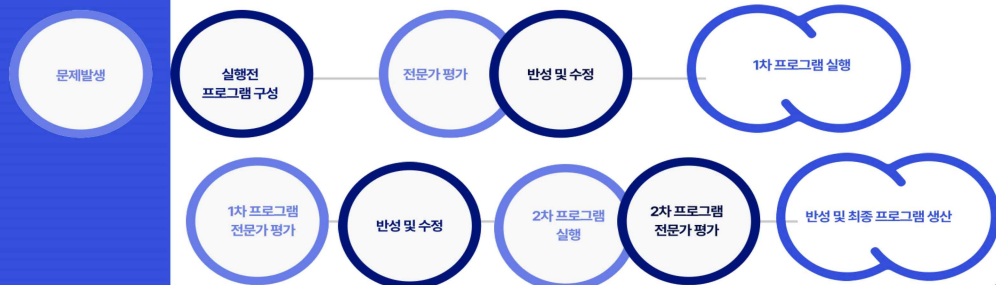 문제발생
실행전
프로그램 구성
전문가 평가
반성 및 수정
1차 프로그램 실행
1차 프로그램
전문가 평가
반성 및 수정
2차 프로그램
실행
2차 프로그램
전문가 평가
반성 및 최종 프로그램 생산